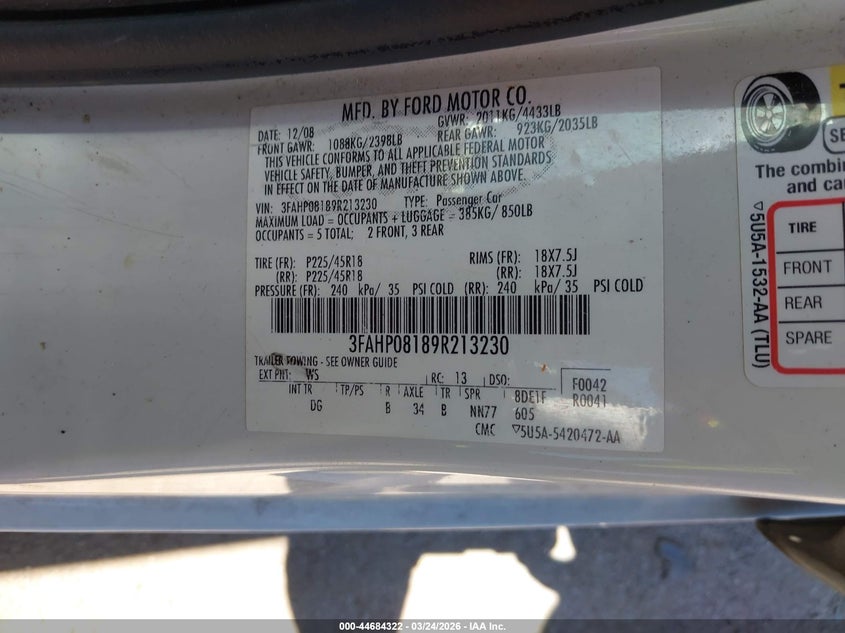 MFD. BY FORD MOTOR CO.
DATE: 12/08 GVWR: 2011KG/4433LB
FRONT GAWR: 1088KG/2398LB REAR GAWR: 923KG/2035LB
THIS VEHICLE CONFORMS TO ALL APPLICABLE FEDERAL MOTOR
VEHICLE SAFETY, BUMPER, AND THEFT PREVENTION STANDARDS
IN EFFECT ON THE DATE OF MANUFACTURE SHOWN ABOVE.
VIN: 3FAHP08189R213230 TYPE: Passenger Car
MAXIMUM LOAD = OCCUPANTS + LUGGAGE = 385KG/ 850LB
OCCUPANTS = 5 TOTAL; 2 FRONT, 3 REAR
TIRE (FR): P225/45R18 RIMS (FR): 18X7.5J
(RR): P225/45R18 (RR): 18X7.5J
PRESSURE (FR): 240 kPa/ 35 PSI COLD (RR): 240 kPa/ 35 PSI COLD
3FAHP08189R213230
TRAILER TOWING - SEE OWNER GUIDE
EXT PNT: WS RC: 13 DSO: F0042
INT TR TP/PS R AXLE TR SPR 8DE1F R0041
DG B 34 B NN77 605
CMC ▽5U5A-5420472-AA
The combin
and ca
TIRE
FRONT
REAR
SPARE
▽5U5A-1532-AA (TLU)
SE
000-44684322 | 03/24/2026 - IAA Inc.